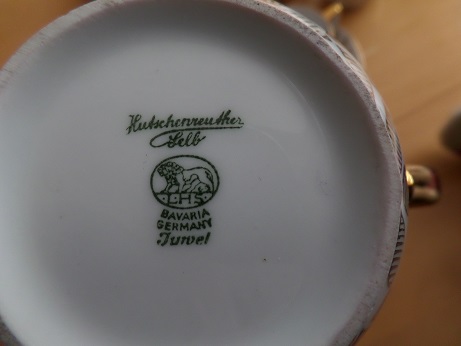 Hutschenreuther
Selb
LHS
BAVARIA
GERMANY
Juwel